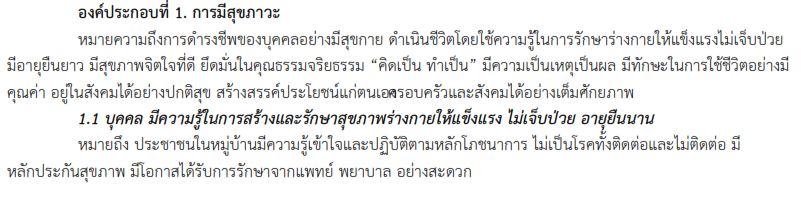 องค์ประกอบที่ 1. การมีสุขภาวะ
หมายความถึงการดำรงชีพของบุคคลอย่างมีสุขกาย ดำเนินชีวิตโดยใช้ความรู้ในการรักษาร่างกายให้แข็งแรงไม่เจ็บป่วย
มีอายุยืนยาว มีสุขภาพจิตใจที่ดี ยึดมั่นในคุณธรรมจริยธรรม “คิดเป็น ทำเป็น” มีความเป็นเหตุเป็นผล มีทักษะในการใช้ชีวิตอย่างมี
คุณค่า อยู่ในสังคมได้อย่างปกติสุข สร้างสรรค์ประโยชน์แก่ตนเองครอบครัวและสังคมได้อย่างเต็มศักยภาพ
1.1 บุคคล มีความรู้ในการสร้างและรักษาสุขภาพร่างกายให้แข็งแรง ไม่เจ็บป่วย อายุยืนนาน
หมายถึง ประชาชนในหมู่บ้านมีความรู้เข้าใจและปฏิบัติตามหลักโภชนาการ ไม่เป็นโรคทั้งติดต่อและไม่ติดต่อ มี
หลักประกันสุขภาพ มีโอกาสได้รับการรักษาจากแพทย์ พยาบาล อย่างสะดวก